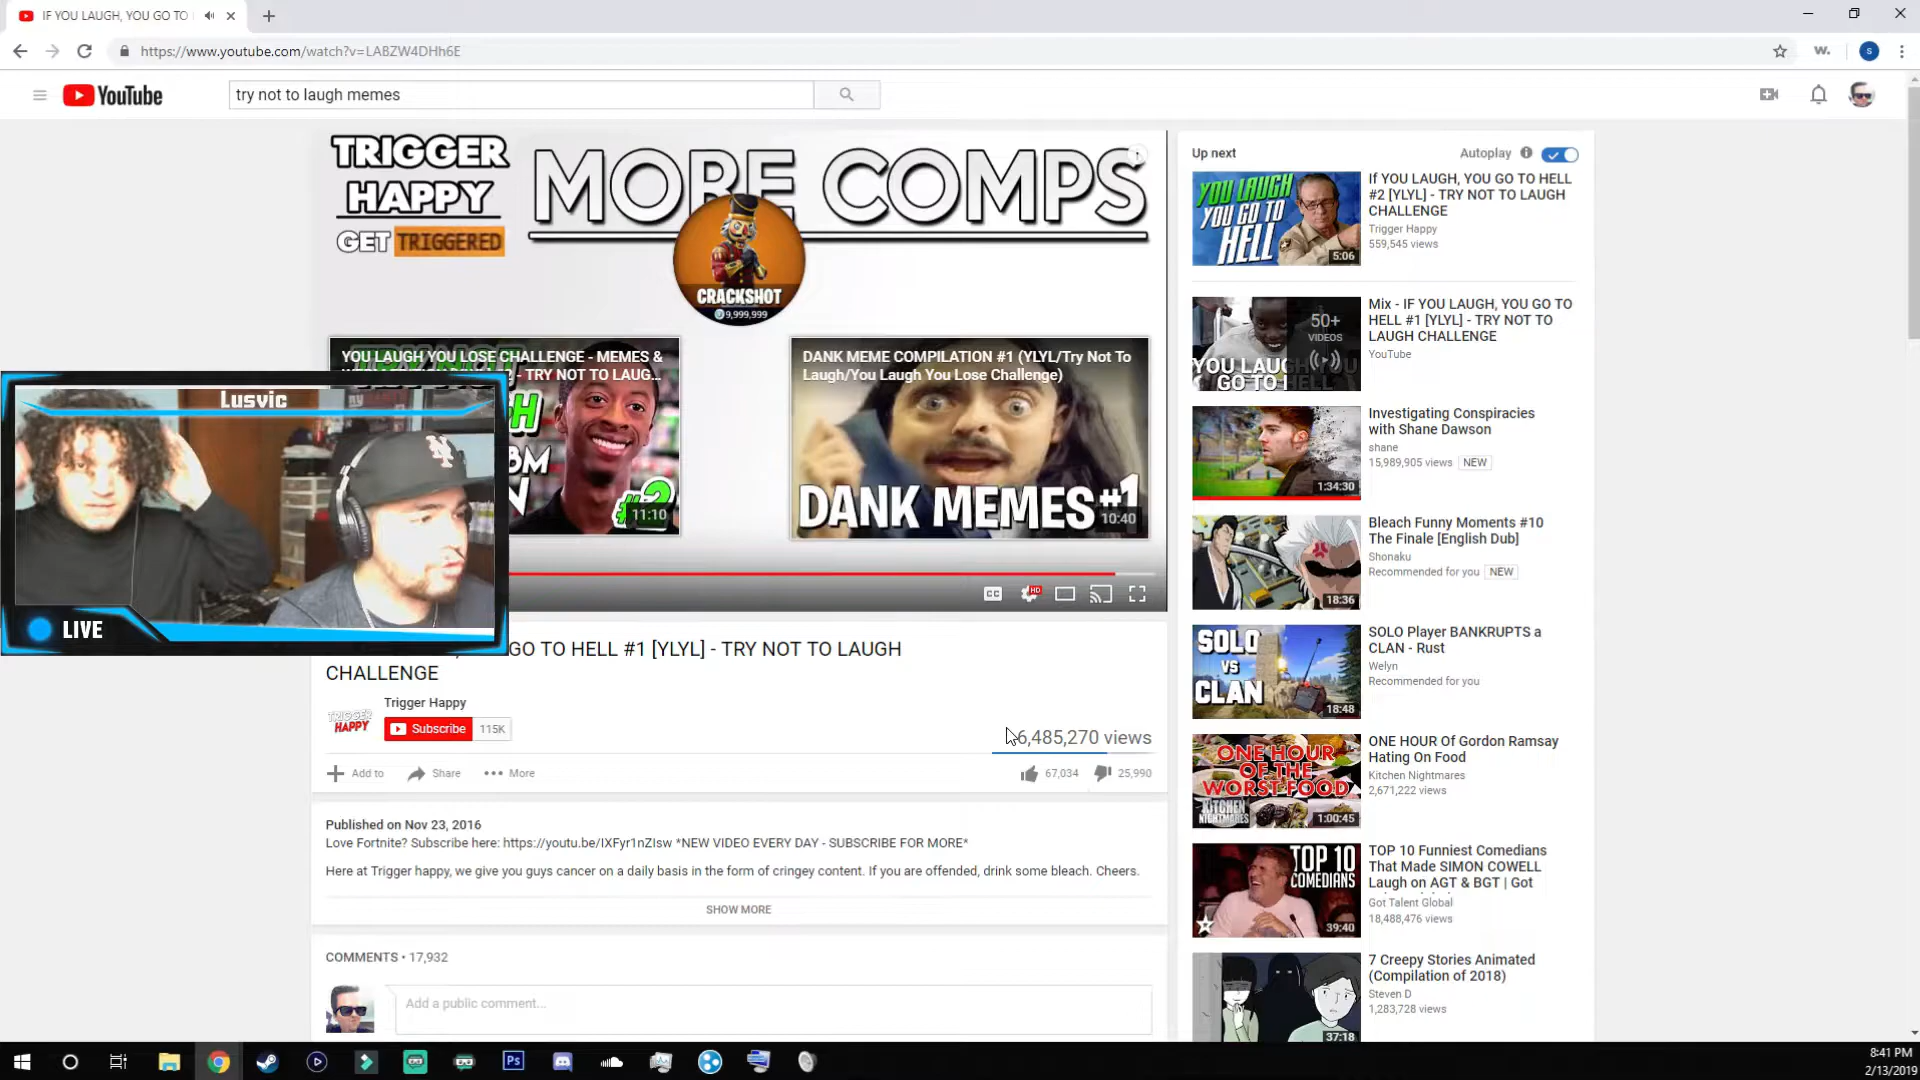 IF YOU LAUGH, YOU GO TO
https://www.youtube.com/watch?v=LABZW4DHh6E
w.
S
YouTube
try not to laugh memes
TRIGGER
HAPPY
GET TRIGGERED
MORE COMPS
CRACKSHOT
9,999,999
YOU LAUGH YOU LOSE CHALLENGE - MEMES &
- TRY NOT TO LAUG...
#2
11:10
DANK MEME COMPILATION #1 (YLYL/Try Not To
Laugh/You Laugh You Lose Challenge)
DANK MEMES #1
10:40
CC
HD
Lusvic
LIVE
GO TO HELL #1 [YLYL] - TRY NOT TO LAUGH
CHALLENGE
TRIGGER
HAPPY
Trigger Happy
Subscribe 115K
6,485,270 views
Add to Share More
67,034 25,990
Published on Nov 23, 2016
Love Fortnite? Subscribe here: https://youtu.be/IXFyr1nZIsw *NEW VIDEO EVERY DAY - SUBSCRIBE FOR MORE*
Here at Trigger happy, we give you guys cancer on a daily basis in the form of cringey content. If you are offended, drink some bleach. Cheers.
SHOW MORE
COMMENTS • 17,932
Add a public comment...
Up next
Autoplay
YOU LAUGH
YOU GO TO
HELL
5:06
If YOU LAUGH, YOU GO TO HELL
#2 [YLYL] - TRY NOT TO LAUGH
CHALLENGE
Trigger Happy
559,545 views
50+
VIDEOS
YOU LAUGH
GO TO
Mix - IF YOU LAUGH, YOU GO TO
HELL #1 [YLYL] - TRY NOT TO
LAUGH CHALLENGE
YouTube
1:34:30
Investigating Conspiracies
with Shane Dawson
shane
15,989,905 views NEW
18:36
Bleach Funny Moments #10
The Finale [English Dub]
Shonaku
Recommended for you NEW
SOLO
VS
CLAN
18:48
SOLO Player BANKRUPTS a
CLAN - Rust
Welyn
Recommended for you
ONE HOUR
OF THE
WORST FOOD
KITCHEN
NIGHTMARES
1:00:45
ONE HOUR Of Gordon Ramsay
Hating On Food
Kitchen Nightmares
2,671,222 views
TOP 10
COMEDIANS
39:40
TOP 10 Funniest Comedians
That Made SIMON COWELL
Laugh on AGT & BGT | Got
Got Talent Global
18,488,476 views
37:18
7 Creepy Stories Animated
(Compilation of 2018)
Steven D
1,283,728 views
Ps
8:41 PM
2/13/2019